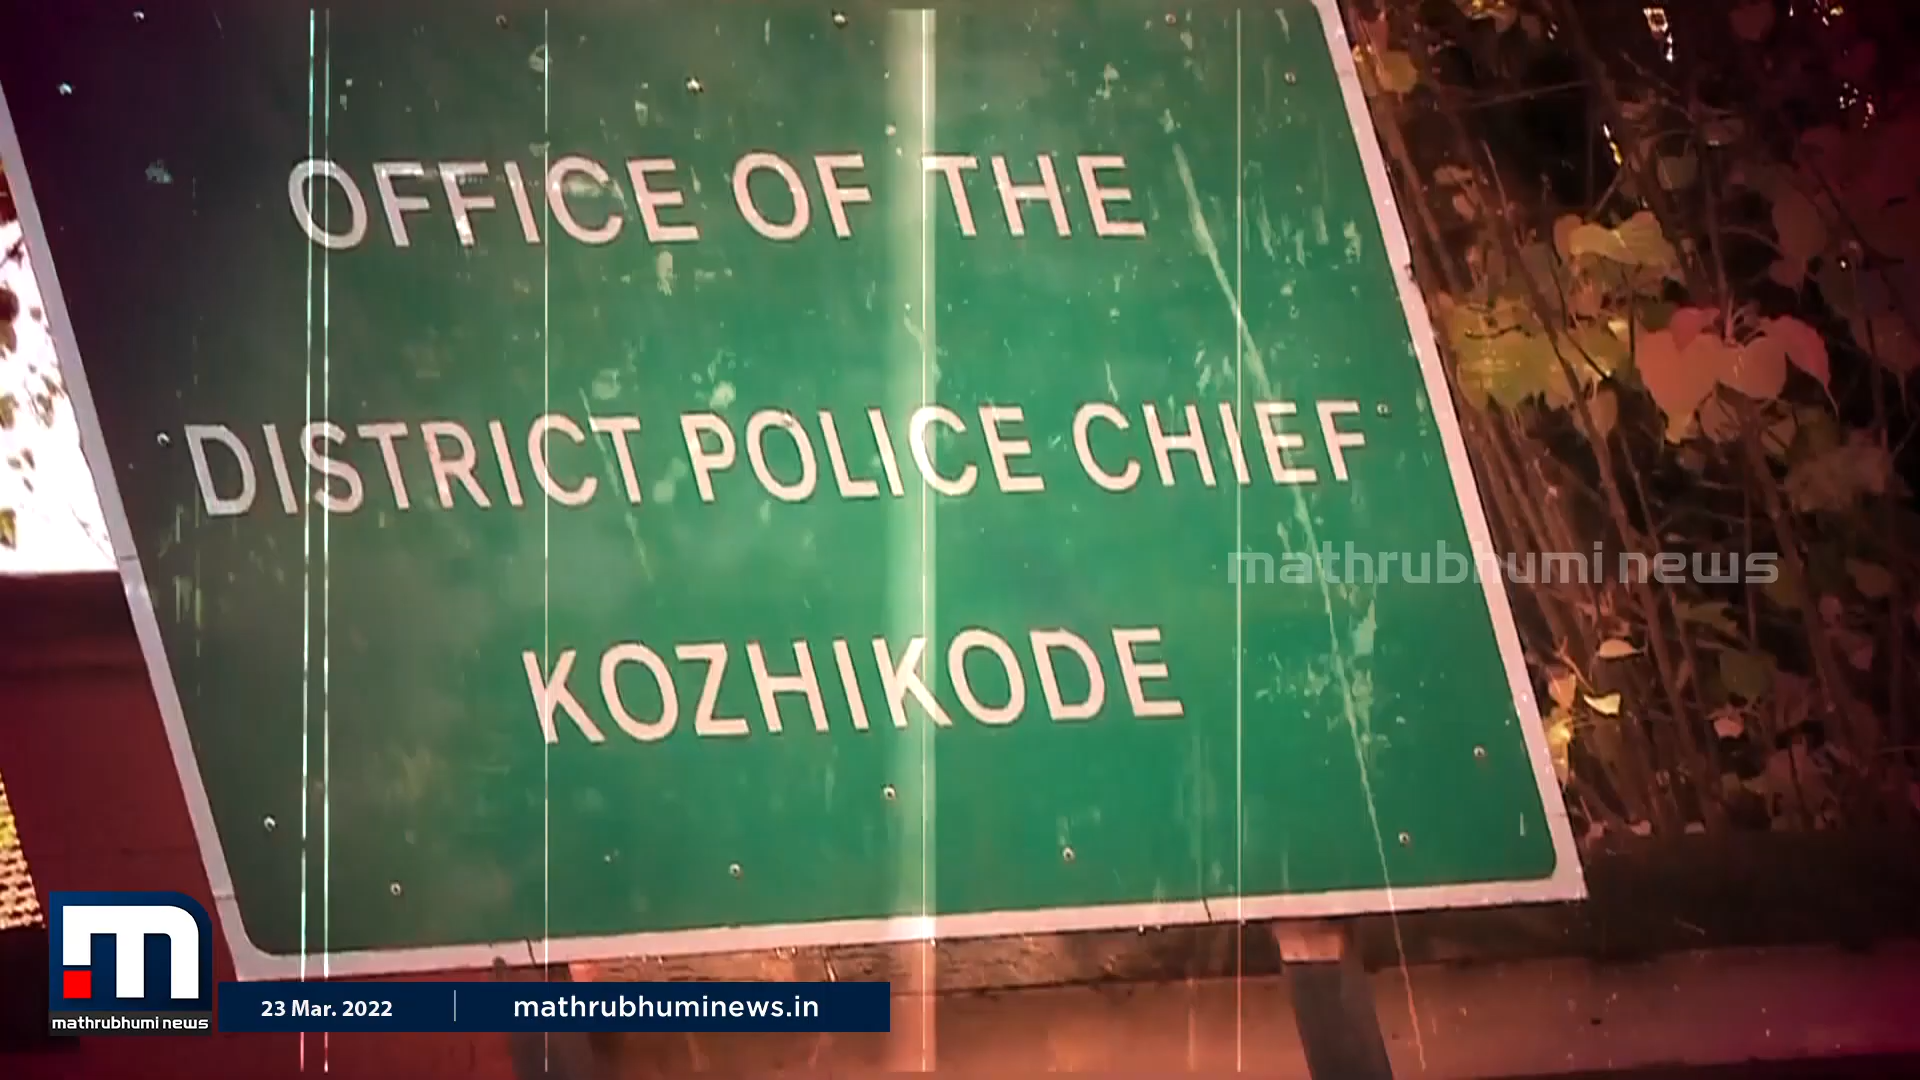 OFFICE OF THE
DISTRICT POLICE CHIEF
KOZHIKODE
mathrubhumi news
mathrubhumi news
23 Mar. 2022
mathrubhuminews.in